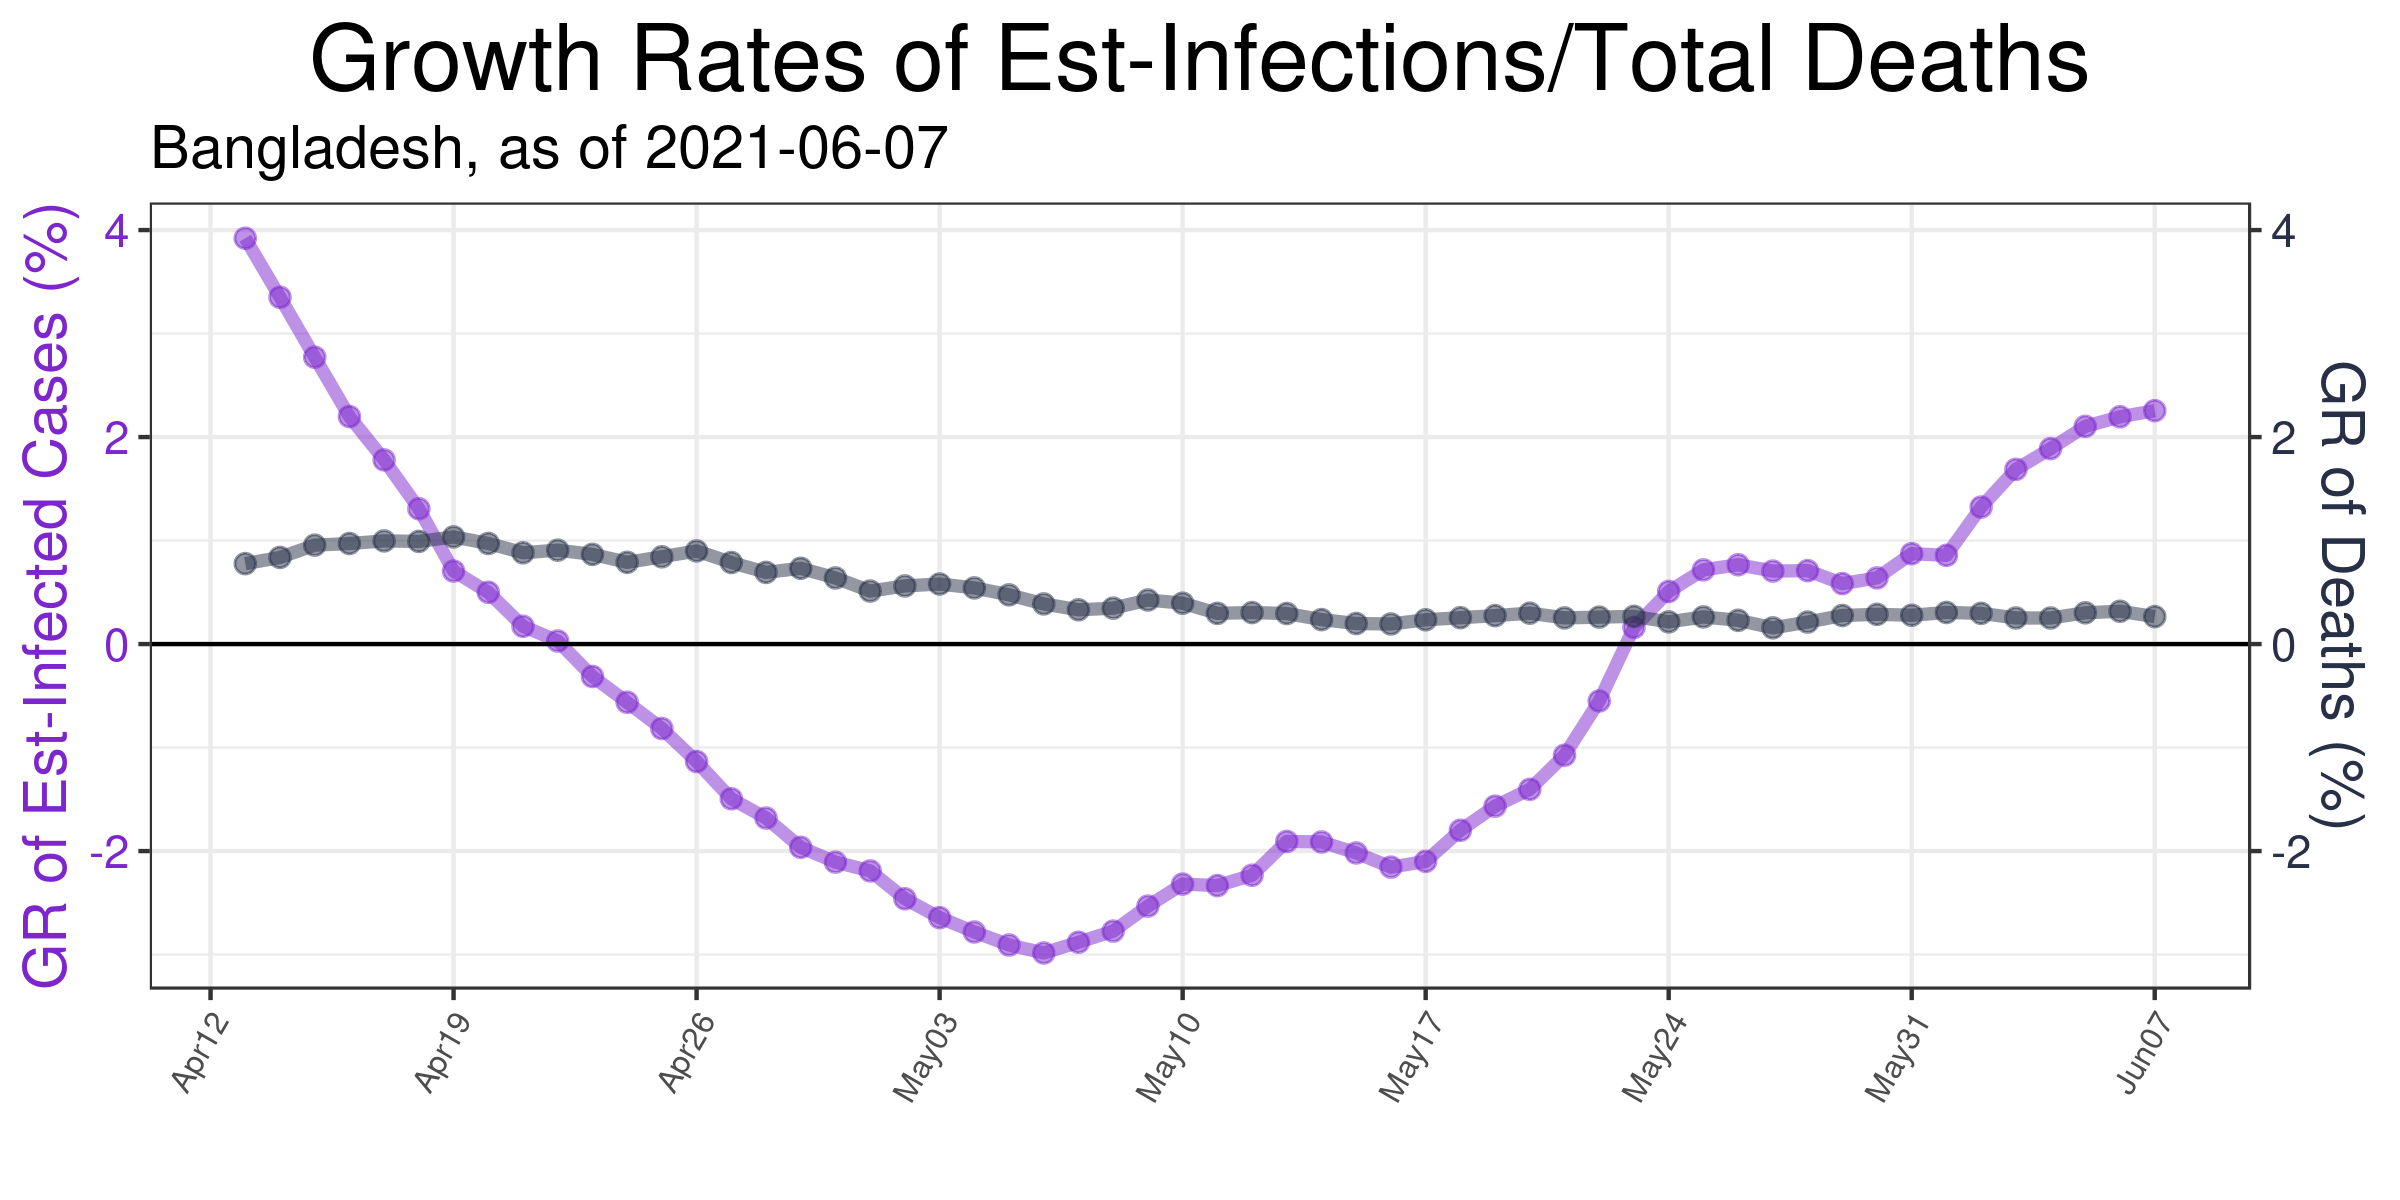 Growth Rates of Est-Infections/Total Deaths
Bangladesh, as of 2021-06-07
GR of Est-Infected Cases (%)
4
2
0
-2
4
2
0
-2
GR of Deaths (%)
Apr12
Apr19
Apr26
May03
May10
May17
May24
May31
Jun07